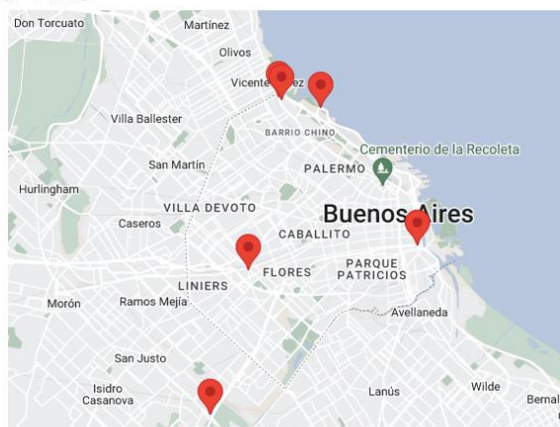 Don Torcuato
Martínez
Olivos
Vicente
ez
Villa Ballester
BARRIO CHINO
Cementerio de la Recoleta
San Martín
PALERMO
Hurlingham
VILLA DEVOTO
Buenos Aires
Caseros
CABALLITO
PARQUE
PATRICIOS
FLORES
LINIERS
Morón
Ramos Mejía
Avellaneda
San Justo
Isidro
Casanova
Lanús
Wilde
Bernal